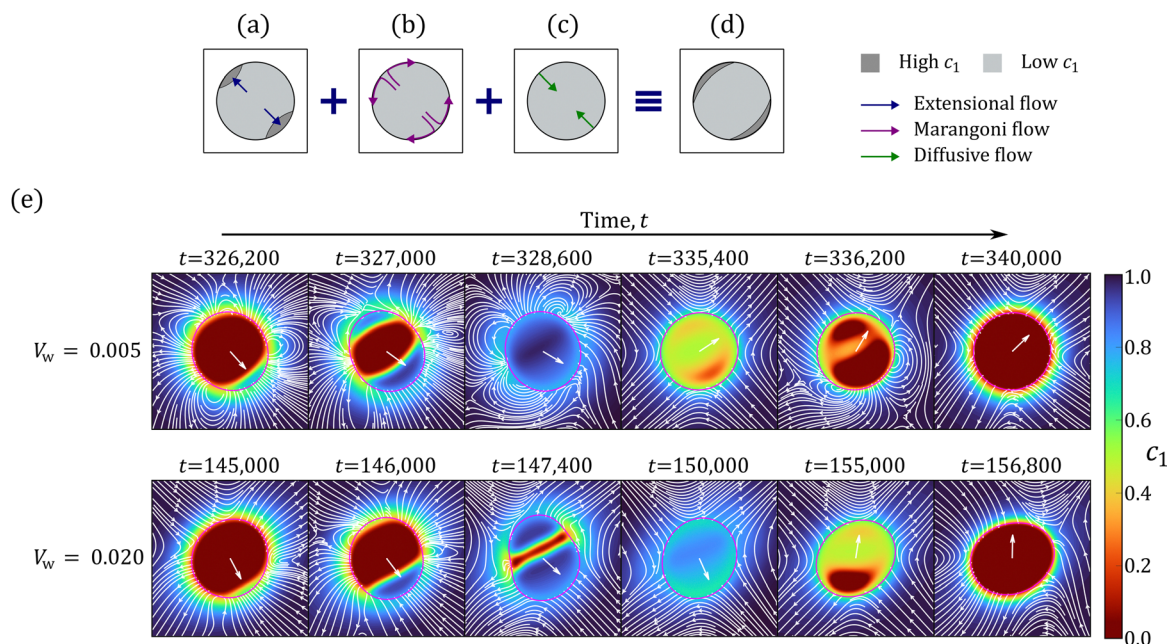 (a) (b) (c) (d)
High c₁ Low c₁
Extensional flow
Marangoni flow
Diffusive flow
(e)
Time, t
t=326,200 t=327,000 t=328,600 t=335,400 t=336,200 t=340,000
V_w = 0.005
t=145,000 t=146,000 t=147,400 t=150,000 t=155,000 t=156,800
V_w = 0.020
1.0
0.8
0.6
c₁
0.4
0.2
0.0